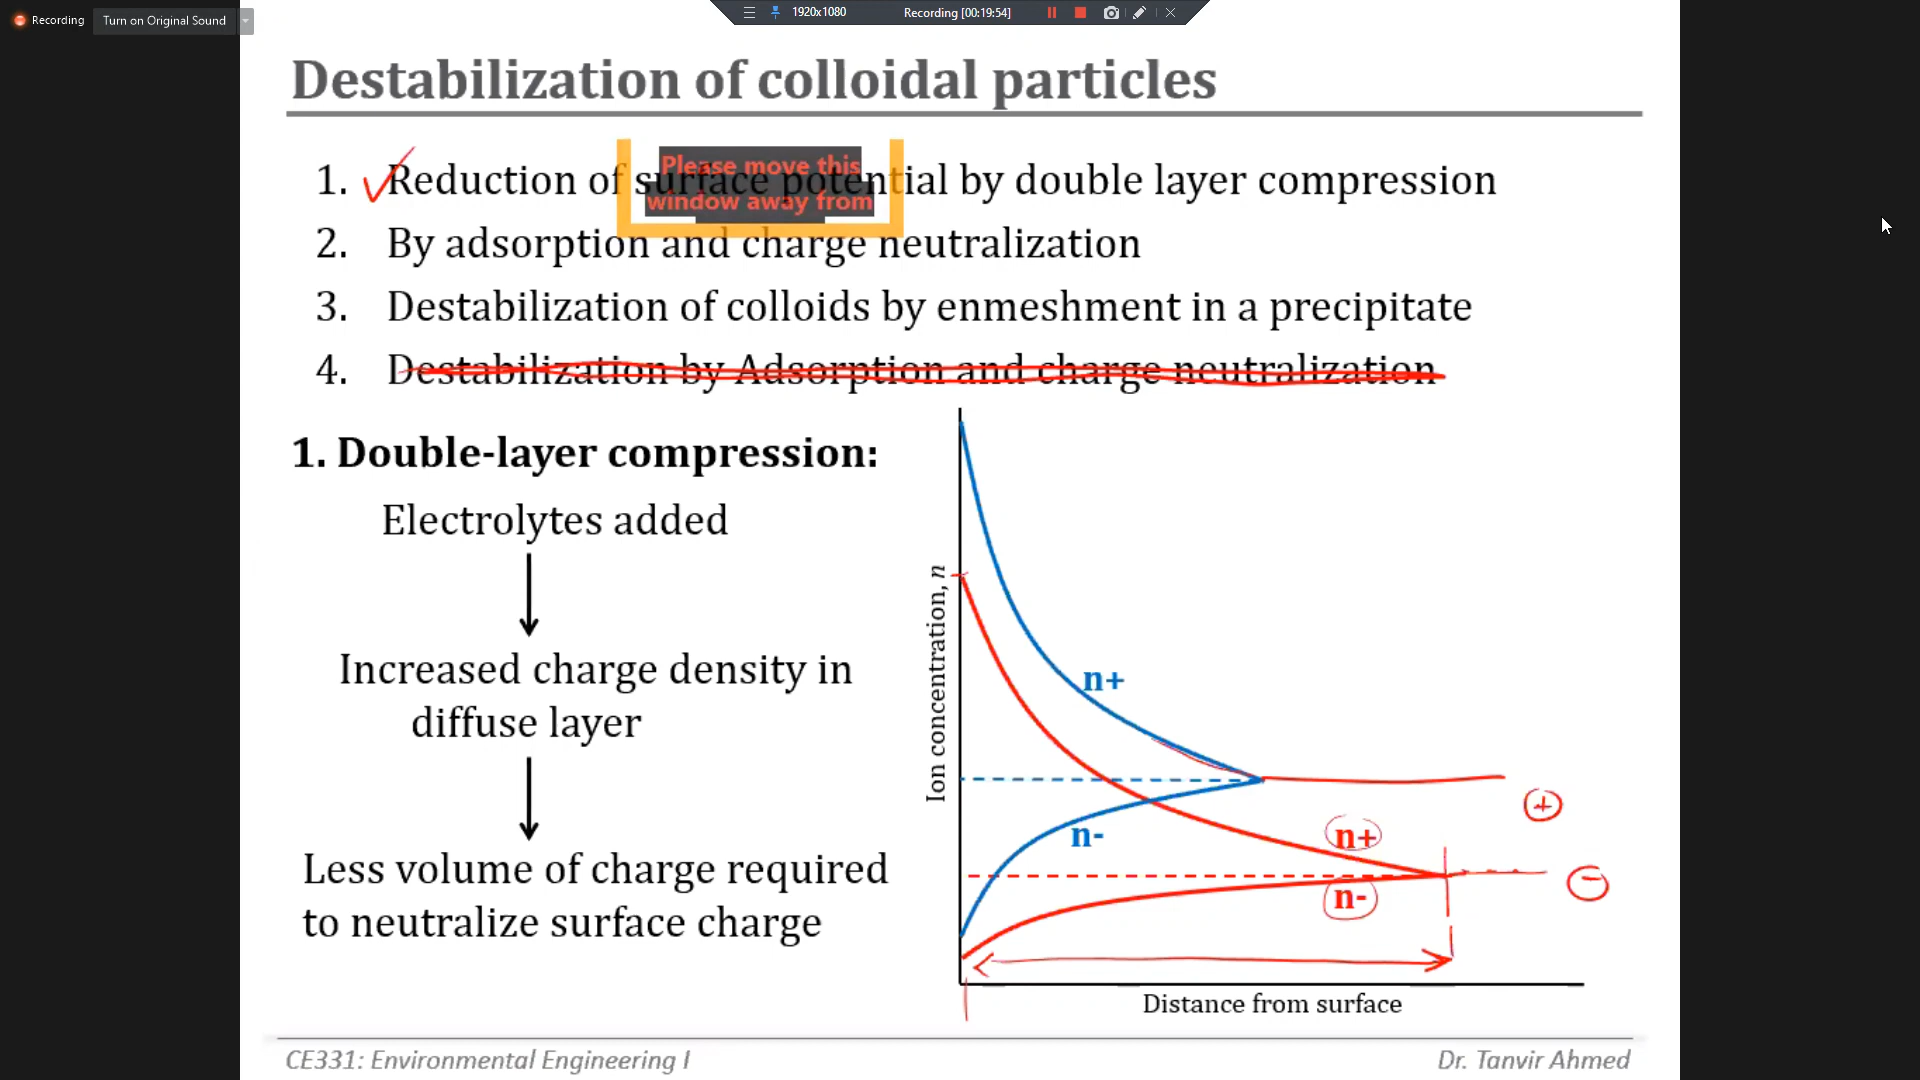 Recording
Turn on Original Sound
1920x1080
Recording [00:19:54]
Destabilization of colloidal particles
1. Reduction of surface potential by double layer compression
Please move this
window away from
2. By adsorption and charge neutralization
3. Destabilization of colloids by enmeshment in a precipitate
4. Destabilization by Adsorption and charge neutralization
1. Double-layer compression:
Electrolytes added
Increased charge density in
diffuse layer
Less volume of charge required
to neutralize surface charge
Ion concentration, n
n+
n-
n+
n-
+
-
Distance from surface
CE331: Environmental Engineering I
Dr. Tanvir Ahmed